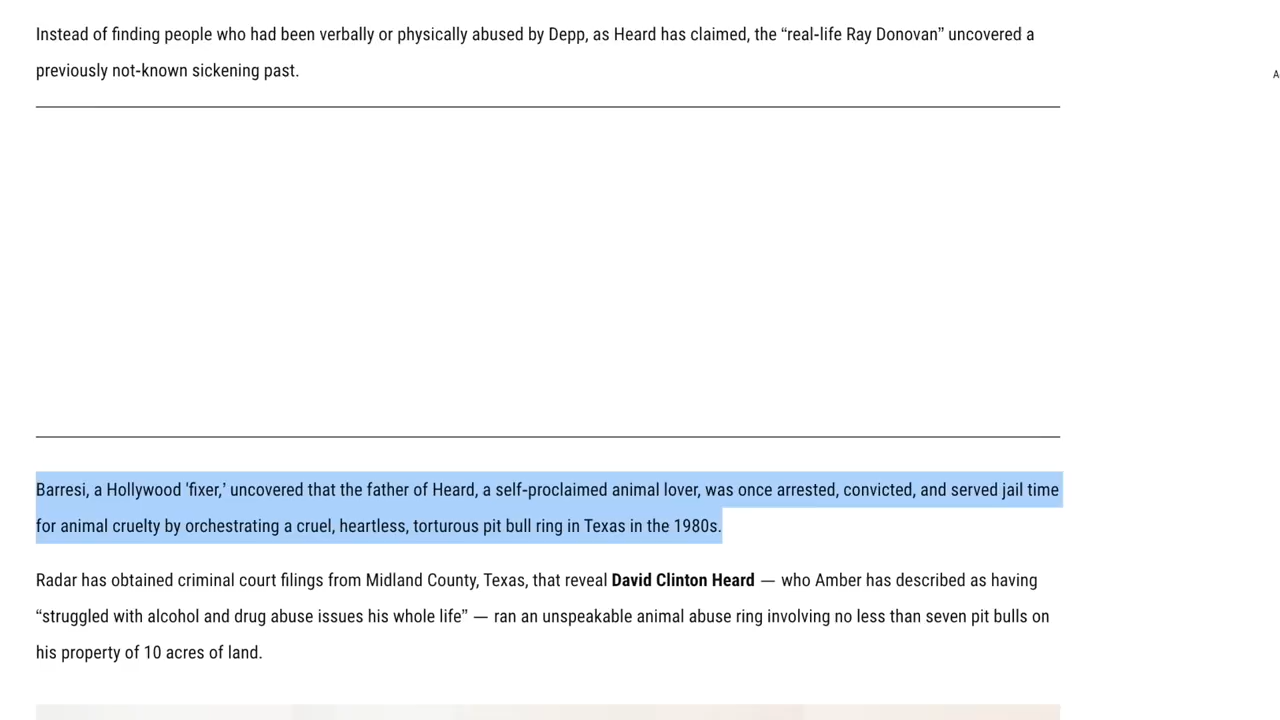 Instead of finding people who had been verbally or physically abused by Depp, as Heard has claimed, the “real-life Ray Donovan” uncovered a
previously not-known sickening past.
A
Barresi, a Hollywood 'fixer,’ uncovered that the father of Heard, a self-proclaimed animal lover, was once arrested, convicted, and served jail time
for animal cruelty by orchestrating a cruel, heartless, torturous pit bull ring in Texas in the 1980s.
Radar has obtained criminal court filings from Midland County, Texas, that reveal David Clinton Heard — who Amber has described as having
“struggled with alcohol and drug abuse issues his whole life” — ran an unspeakable animal abuse ring involving no less than seven pit bulls on
his property of 10 acres of land.